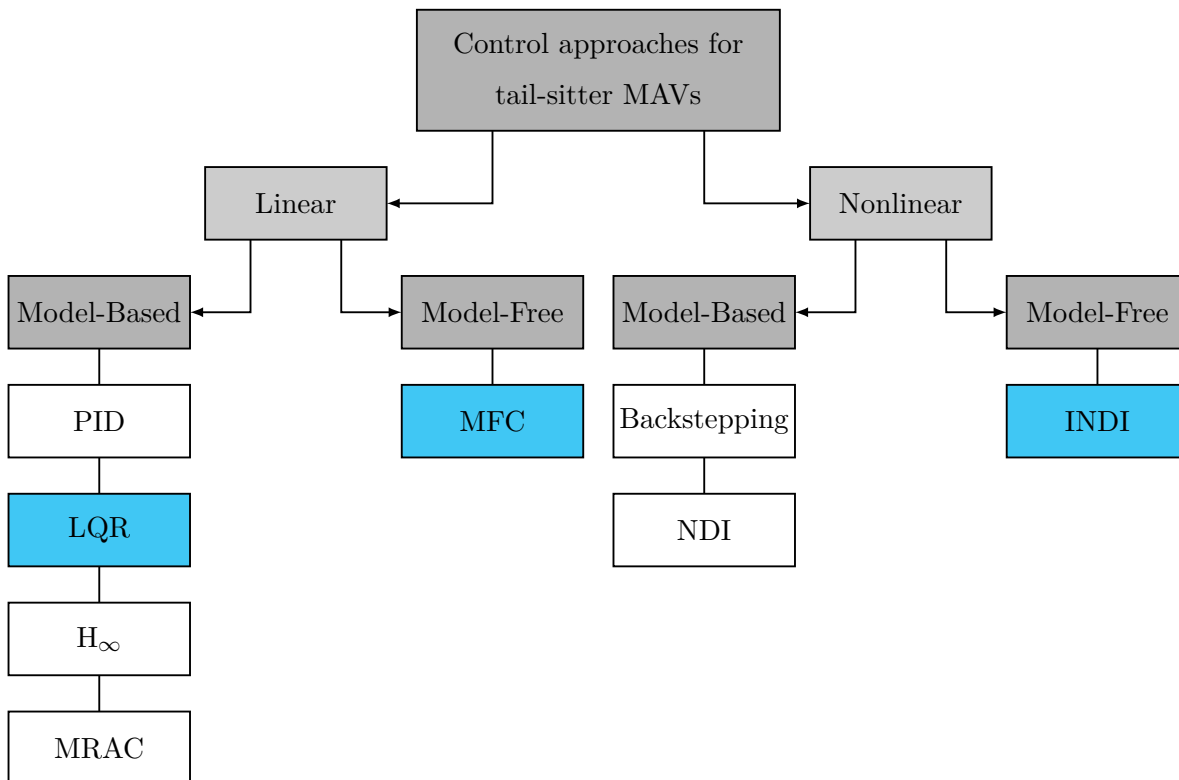 Control approaches for
tail-sitter MAVs
Linear
Nonlinear
Model-Based
Model-Free
Model-Based
Model-Free
PID
MFC
Backstepping
INDI
LQR
NDI
H∞
MRAC